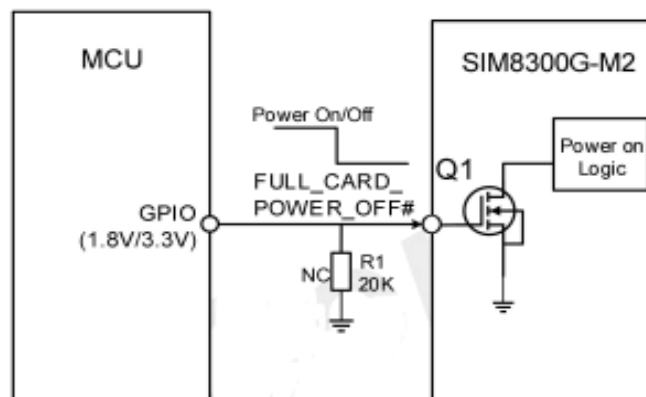 MCU
SIM8300G-M2
Power On/Off
Power on
Logic
Q1
FULL_CARD_
POWER_OFF#
GPIO
(1.8V/3.3V)
NC
R1
20K